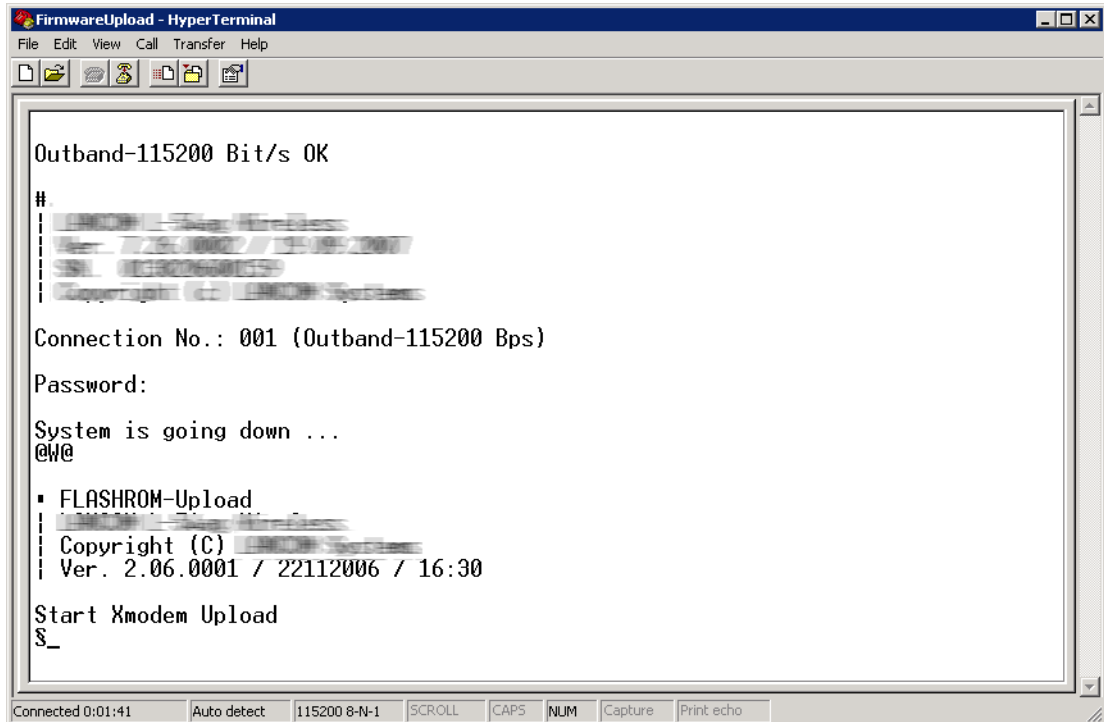 FirmwareUpload - HyperTerminal
File Edit View Call Transfer Help
Outband-115200 Bit/s OK
#
Connection No.: 001 (Outband-115200 Bps)
Password:
System is going down ...
@W@
FLASHROM-Upload
Copyright (C)
Ver. 2.06.0001 / 22112006 / 16:30
Start Xmodem Upload
§_
Connected 0:01:41 Auto detect 115200 8-N-1 SCROLL CAPS NUM Capture Print echo